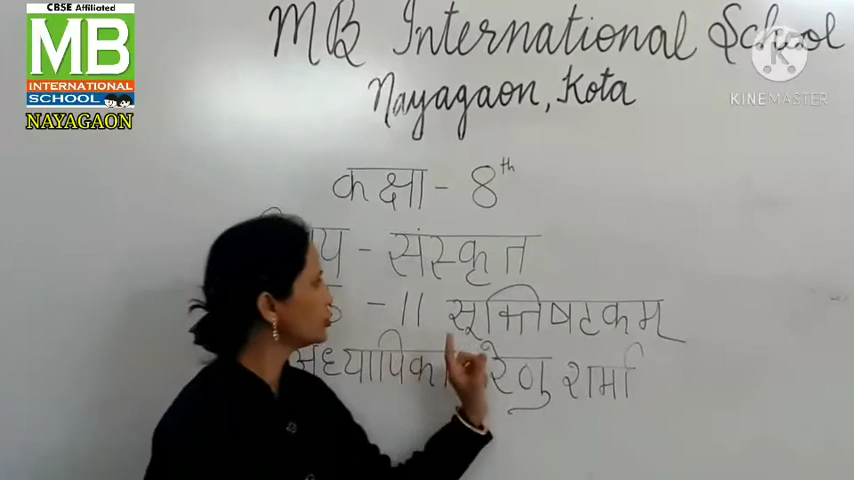 CBSE Affiliated
MB
INTERNATIONAL
SCHOOL
NAYAGAON
MB International School
Nayagaon, Kota
KINEMASTER
कक्षा - 8th
य - संस्कृत
- 11 सूक्तिषटकम्
अध्यापिका रेणु शर्मा